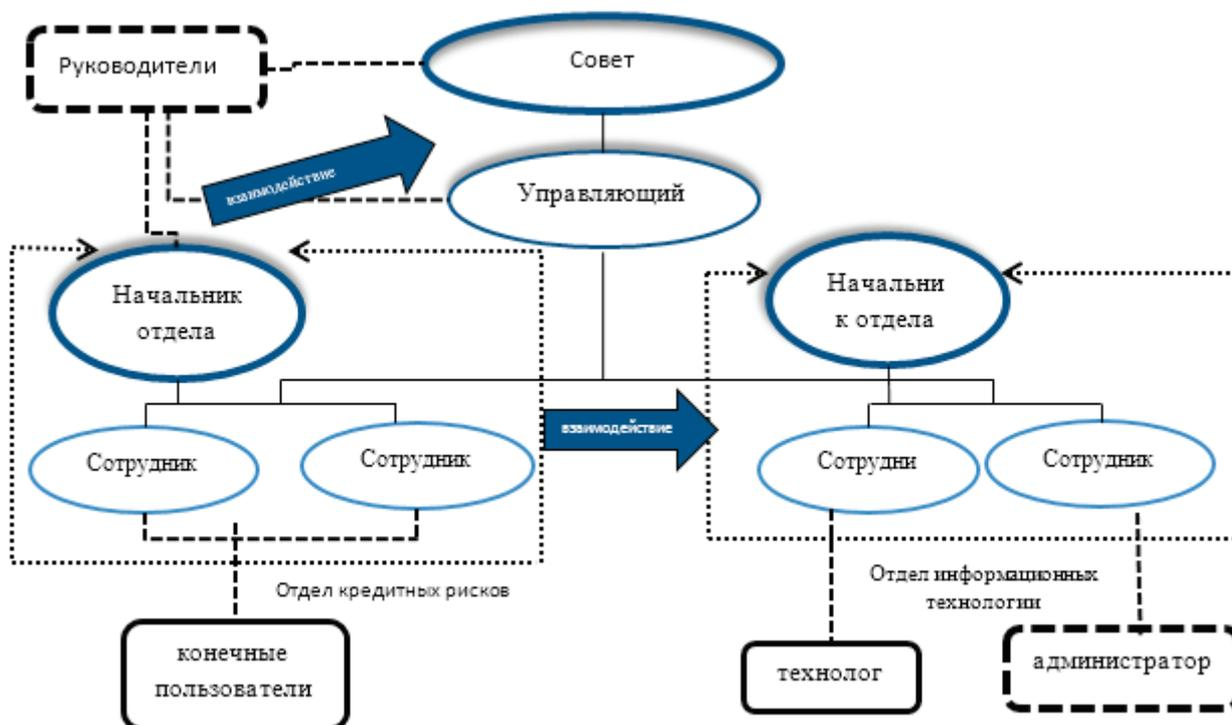 Руководители
Совет
взаимодействие
Управляющий
Начальник
отдела
Начальни
к отдела
взаимодействие
Сотрудник
Сотрудник
Сотрудни
Сотрудник
Отдел кредитных рисков
Отдел информационных
технологии
конечные
пользователи
технолог
администратор